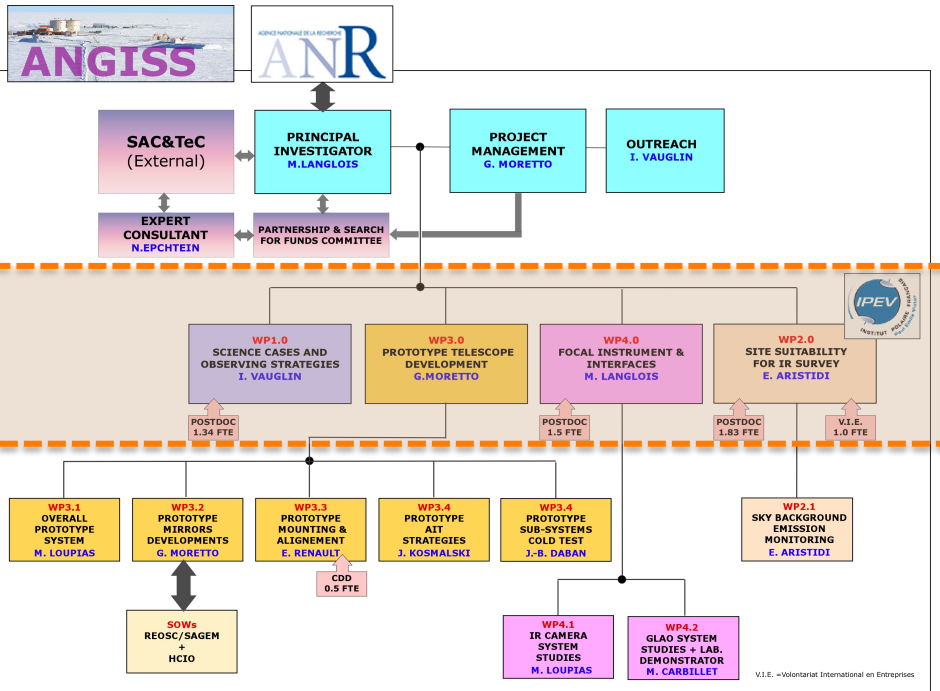 ANGISS
AGENCE NATIONALE DE LA RECHERCHE
ANR
SAC&TeC
(External)
PRINCIPAL
INVESTIGATOR
M.LANGLOIS
PROJECT
MANAGEMENT
G. MORETTO
OUTREACH
I. VAUGLIN
EXPERT
CONSULTANT
N.EPCHTEIN
PARTNERSHIP & SEARCH
FOR FUNDS COMMITTEE
IPEV
INSTITUT POLAIRE FRANÇAIS
Paul Emile Victor
WP1.0
SCIENCE CASES AND
OBSERVING STRATEGIES
I. VAUGLIN
WP3.0
PROTOTYPE TELESCOPE
DEVELOPMENT
G.MORETTO
WP4.0
FOCAL INSTRUMENT &
INTERFACES
M. LANGLOIS
WP2.0
SITE SUITABILITY
FOR IR SURVEY
E. ARISTIDI
POSTDOC
1.34 FTE
POSTDOC
1.5 FTE
POSTDOC
1.83 FTE
V.I.E.
1.0 FTE
WP3.1
OVERALL
PROTOTYPE
SYSTEM
M. LOUPIAS
WP3.2
PROTOTYPE
MIRRORS
DEVELOPMENTS
G. MORETTO
WP3.3
PROTOTYPE
MOUNTING &
ALIGNEMENT
E. RENAULT
WP3.4
PROTOTYPE
AIT
STRATEGIES
J. KOSMALSKI
WP3.4
PROTOTYPE
SUB-SYSTEMS
COLD TEST
J.-B. DABAN
WP2.1
SKY BACKGROUND
EMISSION
MONITORING
E. ARISTIDI
CDD
0.5 FTE
SOWs
REOSC/SAGEM
+
HCIO
WP4.1
IR CAMERA
SYSTEM
STUDIES
M. LOUPIAS
WP4.2
GLAO SYSTEM
STUDIES + LAB.
DEMONSTRATOR
M. CARBILLET
V.I.E. =Volontariat International en Entreprises